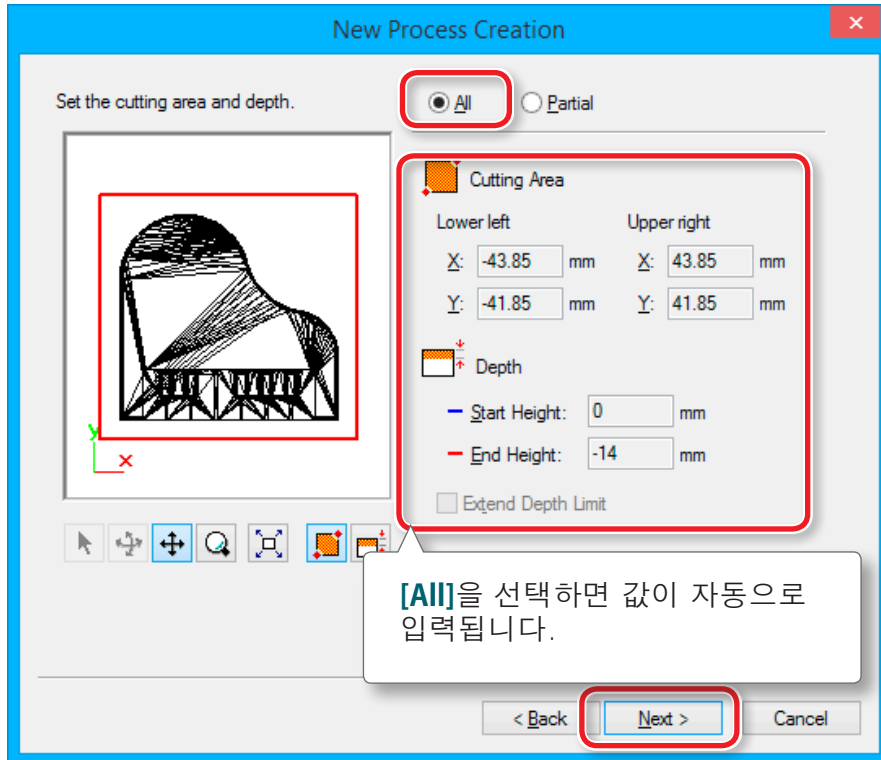 New Process Creation
Set the cutting area and depth.
All
Partial
Cutting Area
Lower left
Upper right
X: -43.85 mm
X: 43.85 mm
Y: -41.85 mm
Y: 41.85 mm
Depth
Start Height: 0 mm
End Height: -14 mm
Extend Depth Limit
y
x
[All]을 선택하면 값이 자동으로
입력됩니다.
< Back
Next >
Cancel